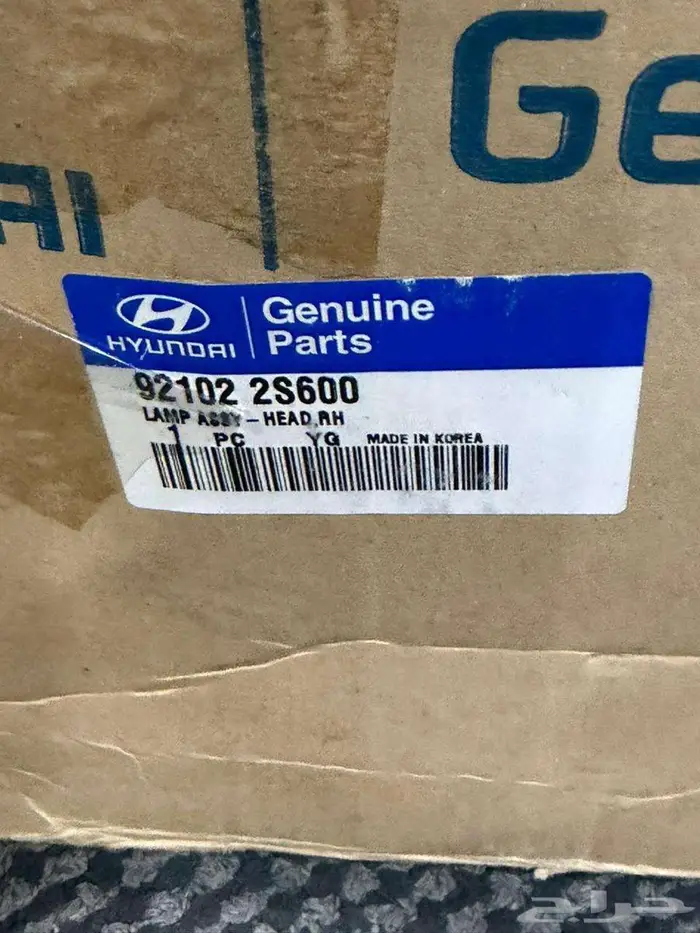 Ge
AI
HYUNDAI
Genuine
Parts
92102 2S600
LAMP ASSY-HEAD,RH
1 PC YG MADE IN KOREA
حراج